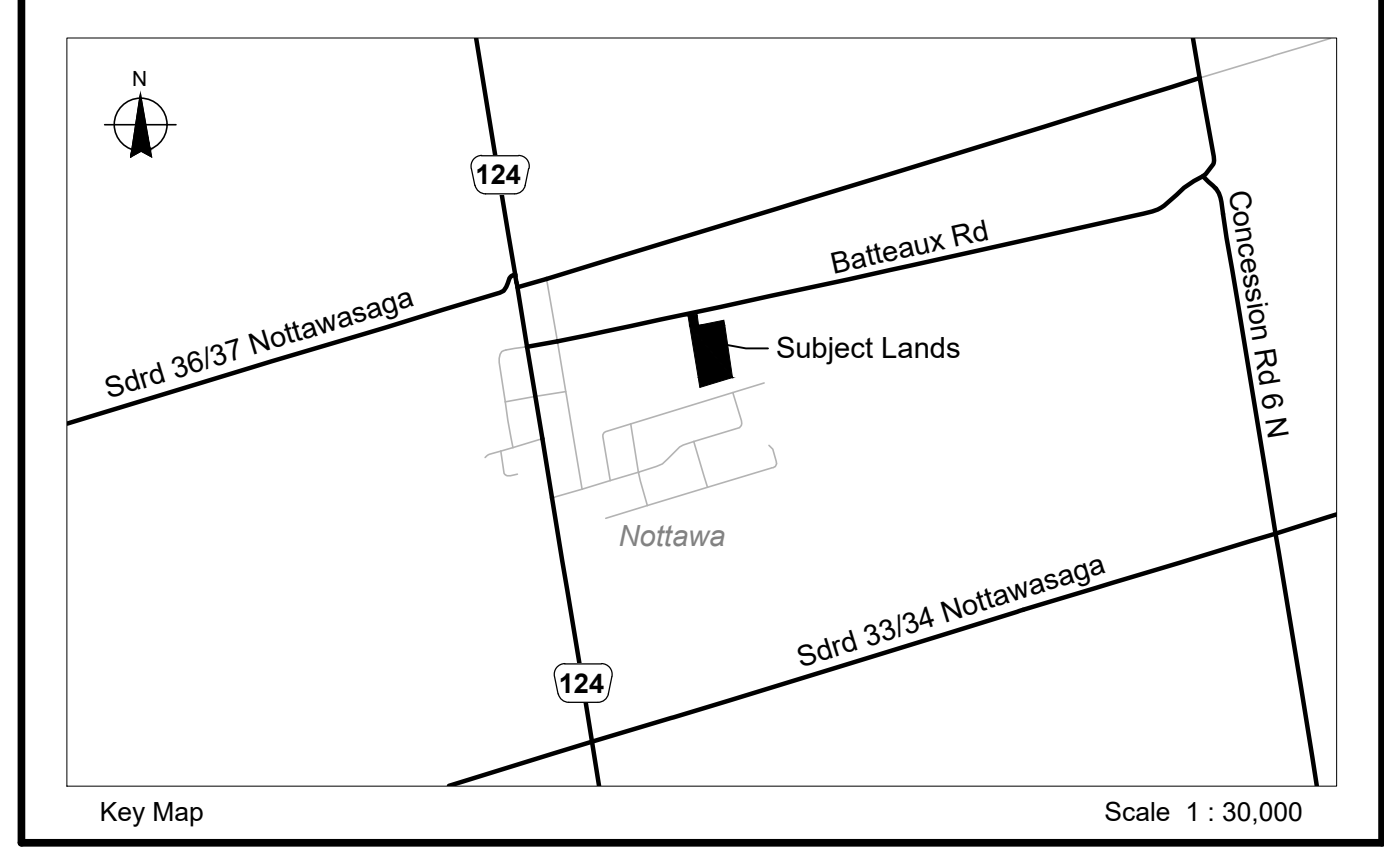 N
124
Batteaux Rd
Concession Rd 6 N
Sdrd 36/37 Nottawasaga
Subject Lands
Nottawa
Sdrd 33/34 Nottawasaga
124
Key Map
Scale 1 : 30,000